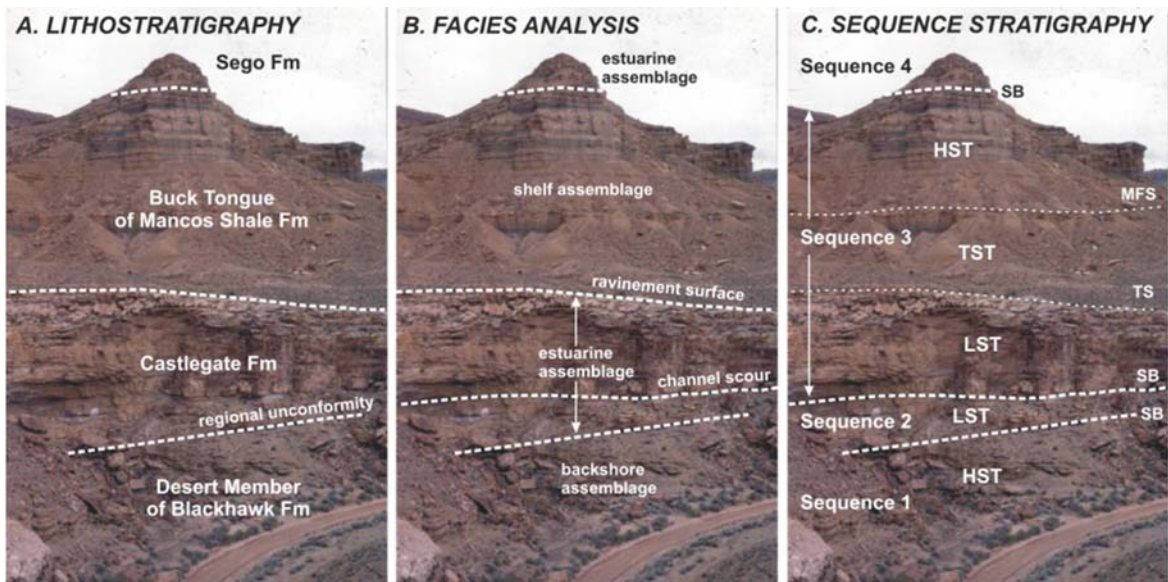 A. LITHOSTRATIGRAPHY
Sego Fm
Buck Tongue
of Mancos Shale Fm
Castlegate Fm
regional unconformity
Desert Member
of Blackhawk Fm
B. FACIES ANALYSIS
estuarine
assemblage
shelf assemblage
ravinement surface
estuarine
assemblage
channel scour
backshore
assemblage
C. SEQUENCE STRATIGRAPHY
Sequence 4
SB
HST
MFS
Sequence 3
TST
TS
LST
SB
Sequence 2
LST
SB
HST
Sequence 1